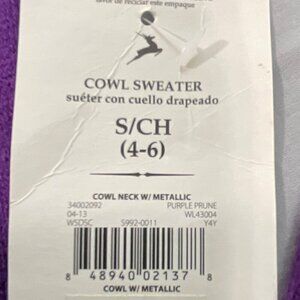 favor de reciclar este empaque
COWL SWEATER
suéter con cuello drapeado
S/CH
(4-6)
COWL NECK W/ METALLIC
34002092 PURPLE PRUNE
04-13 WL43004
WSDSC S992-0011 Y4Y
8 48940 02137 8
COWL W/ METALLIC